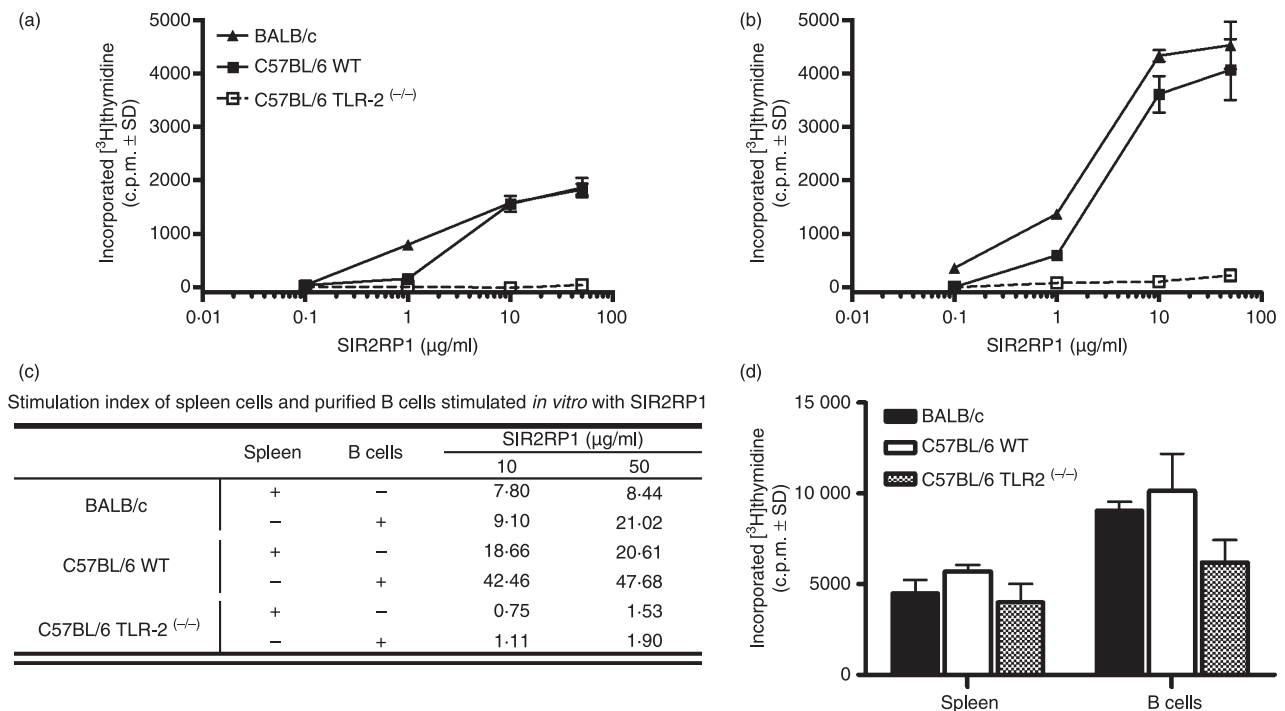 (a)
5000
4000
3000
2000
1000
0
Incorporated [³H]thymidine
(c.p.m. ± SD)
BALB/c
C57BL/6 WT
C57BL/6 TLR-2 (–/–)
0·01
0·1
1
10
100
SIR2RP1 (µg/ml)
(b)
5000
4000
3000
2000
1000
0
Incorporated [³H]thymidine
(c.p.m. ± SD)
0·01
0·1
1
10
100
SIR2RP1 (µg/ml)
(c)
Stimulation index of spleen cells and purified B cells stimulated in vitro with SIR2RP1
Spleen B cells SIR2RP1 (µg/ml)
10 50
BALB/c + – 7·80 8·44
– + 9·10 21·02
C57BL/6 WT + – 18·66 20·61
– + 42·46 47·68
C57BL/6 TLR-2 (–/–) + – 0·75 1·53
– + 1·11 1·90
(d)
15 000
10 000
5000
0
Incorporated [³H]thymidine
(c.p.m. ± SD)
BALB/c
C57BL/6 WT
C57BL/6 TLR2 (–/–)
Spleen
B cells